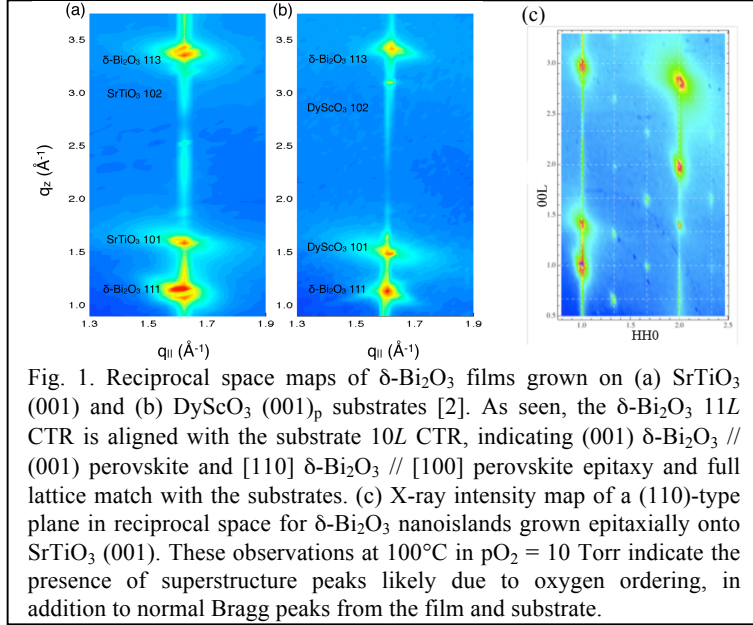 (a)
(b)
(c)
3.5
3.0
2.5
2.0
1.5
1.0
δ-Bi₂O₃ 113
SrTiO₃ 102
SrTiO₃ 101
δ-Bi₂O₃ 111
qz (Å⁻¹)
1.3
1.5
1.7
1.9
q|| (Å⁻¹)
3.5
3.0
2.5
2.0
1.5
1.0
δ-Bi₂O₃ 113
DyScO₃ 102
DyScO₃ 101
δ-Bi₂O₃ 111
1.3
1.5
1.7
1.9
q|| (Å⁻¹)
3.0
2.5
2.0
1.5
1.0
0.5
00L
1.0
1.5
2.0
HH0
Fig. 1. Reciprocal space maps of δ-Bi₂O₃ films grown on (a) SrTiO₃
(001) and (b) DyScO₃ (001)p substrates [2]. As seen, the δ-Bi₂O₃ 11L
CTR is aligned with the substrate 10L CTR, indicating (001) δ-Bi₂O₃ //
(001) perovskite and [110] δ-Bi₂O₃ // [100] perovskite epitaxy and full
lattice match with the substrates. (c) X-ray intensity map of a (110)-type
plane in reciprocal space for δ-Bi₂O₃ nanoislands grown epitaxially onto
SrTiO₃ (001). These observations at 100°C in pO₂ = 10 Torr indicate the
presence of superstructure peaks likely due to oxygen ordering, in
addition to normal Bragg peaks from the film and substrate.